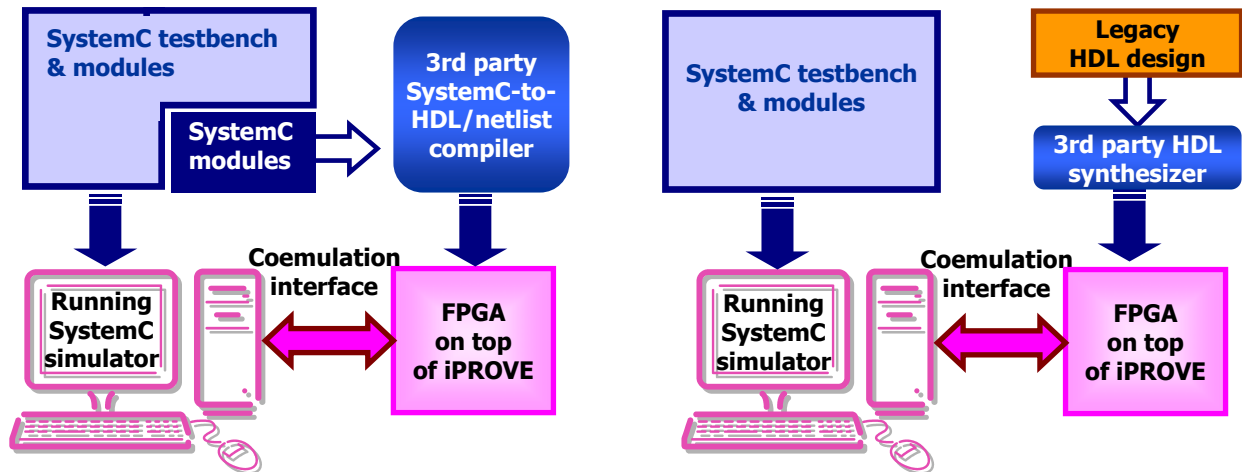 SystemC testbench
& modules
SystemC
modules
3rd party
SystemC-to-
HDL/netlist
compiler
Coemulation
interface
Running
SystemC
simulator
FPGA
on top
of iPROVE
SystemC testbench
& modules
Legacy
HDL design
3rd party HDL
synthesizer
Coemulation
interface
Running
SystemC
simulator
FPGA
on top
of iPROVE